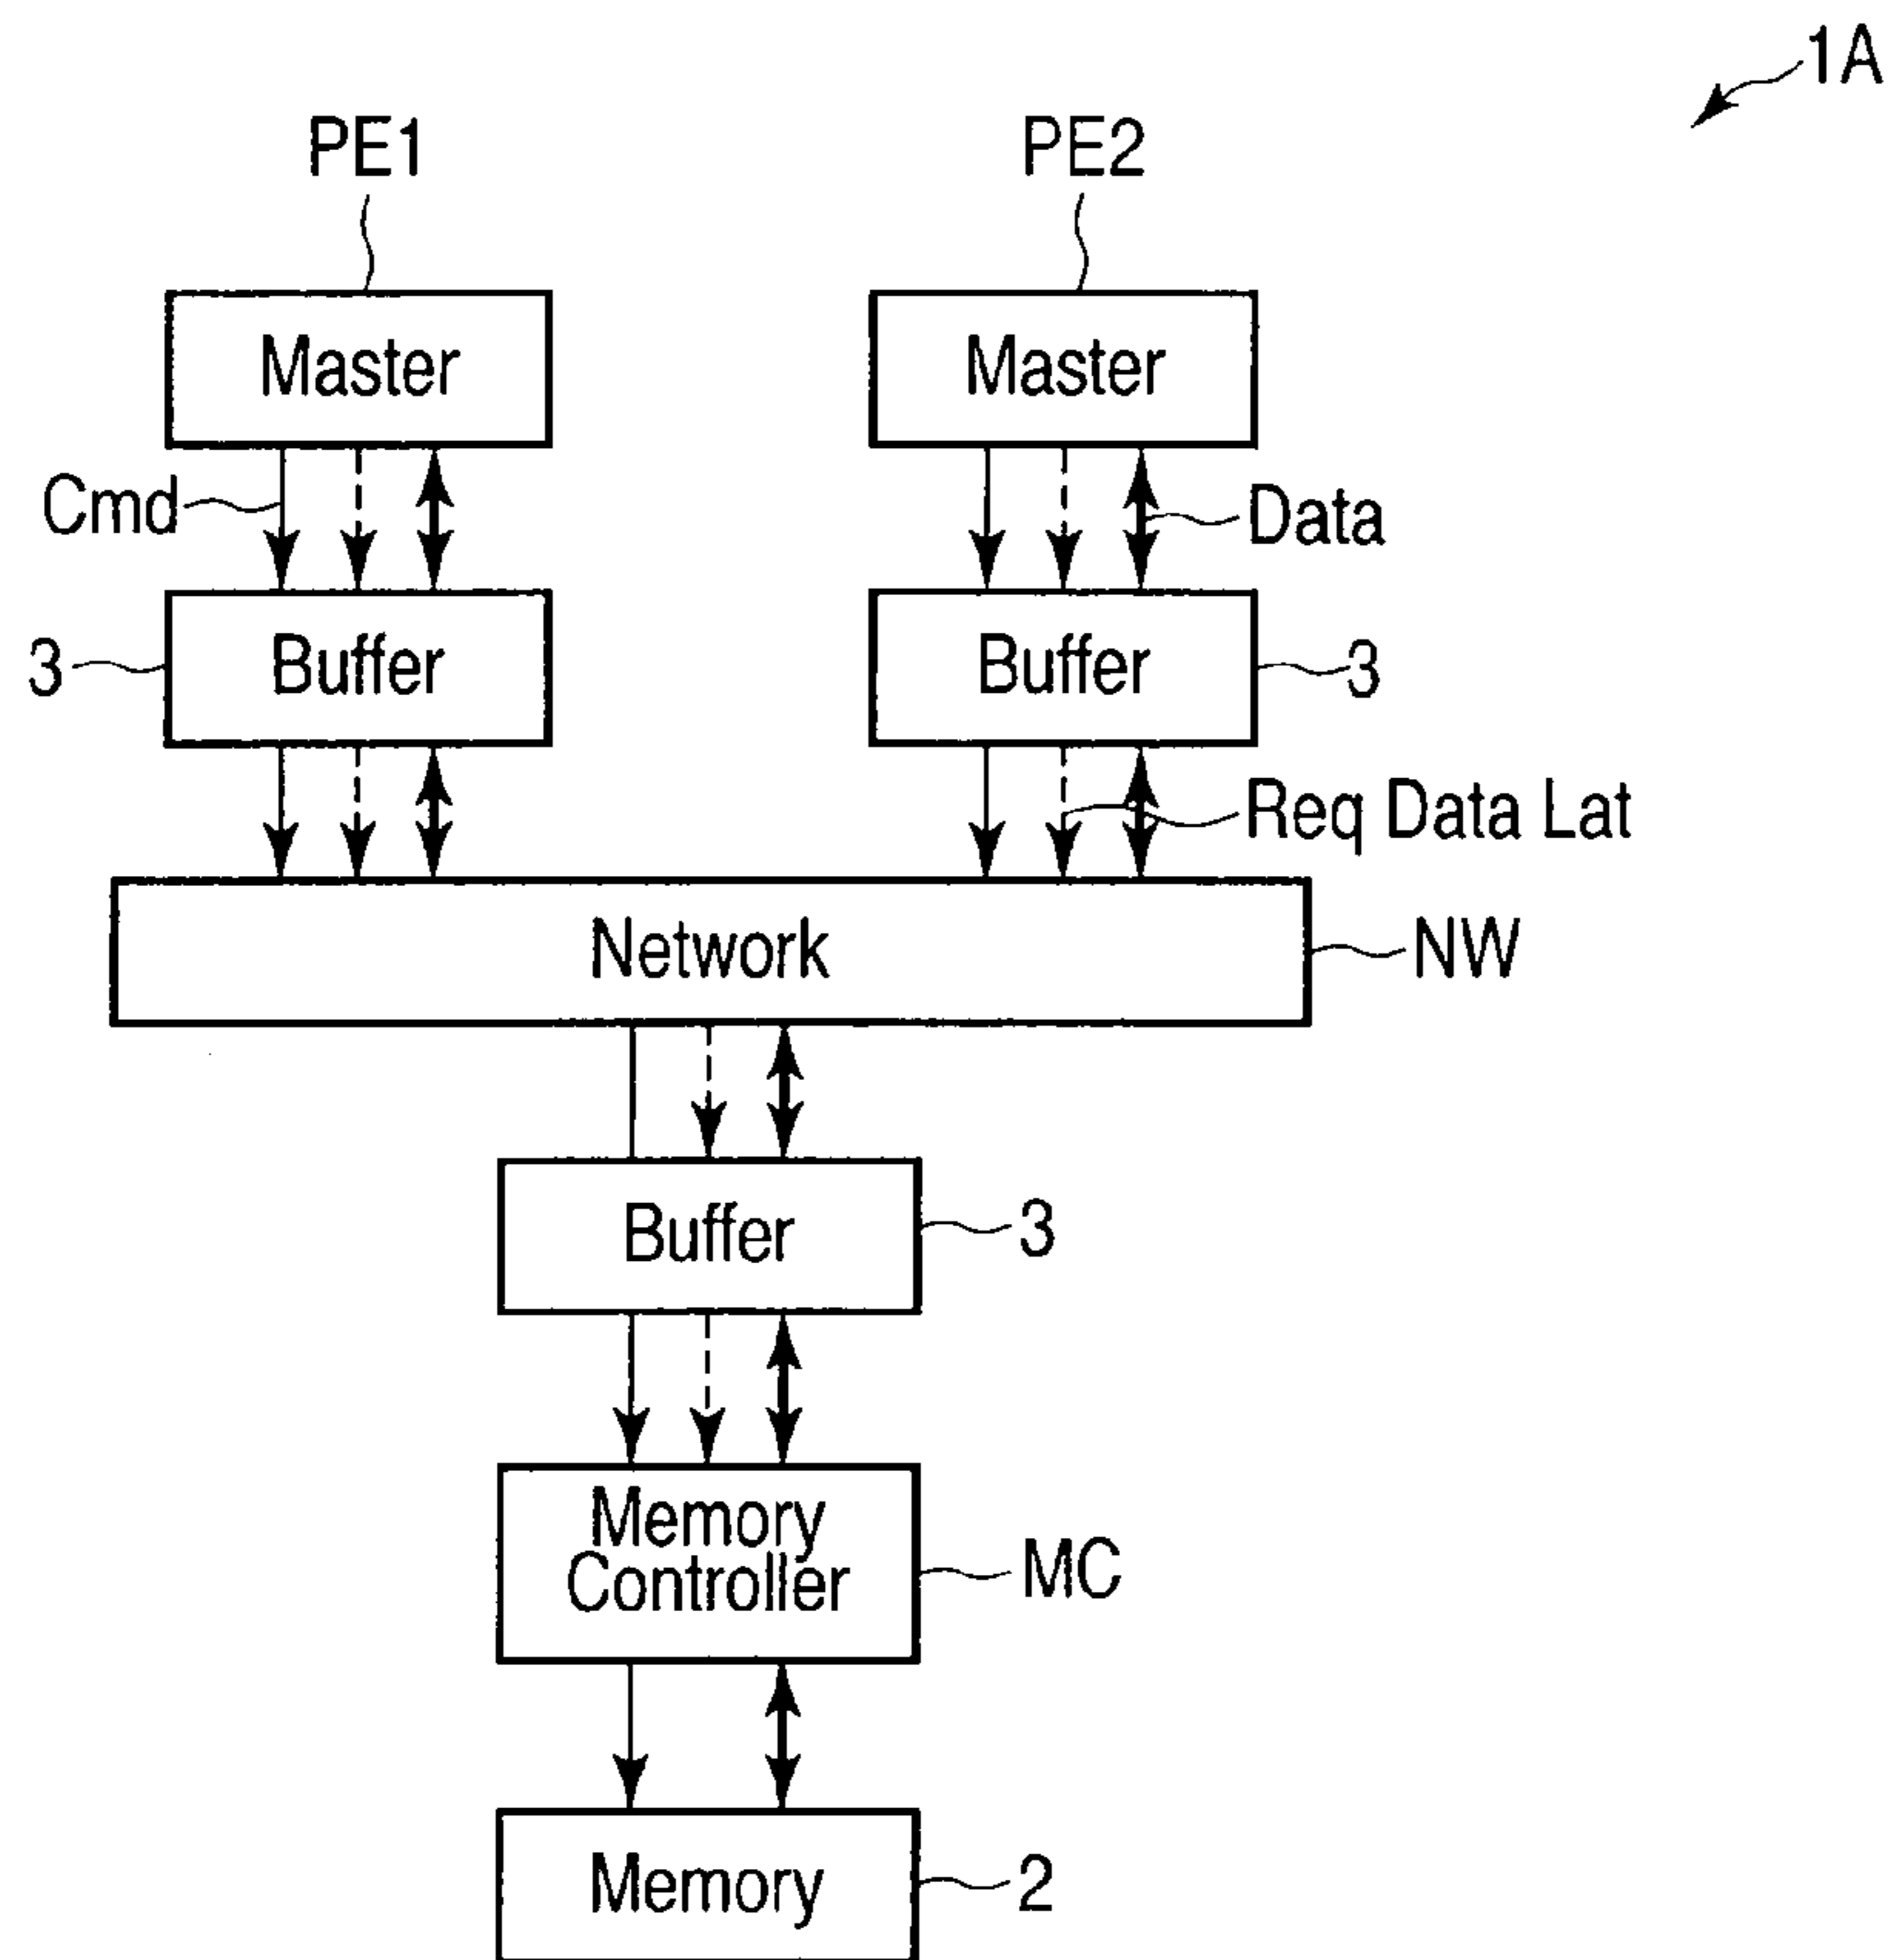 1A
PE1 PE2
Master Master
Cmd Data
3 Buffer Buffer 3
Req Data Lat
Network NW
Buffer 3
Memory
Controller MC
Memory 2